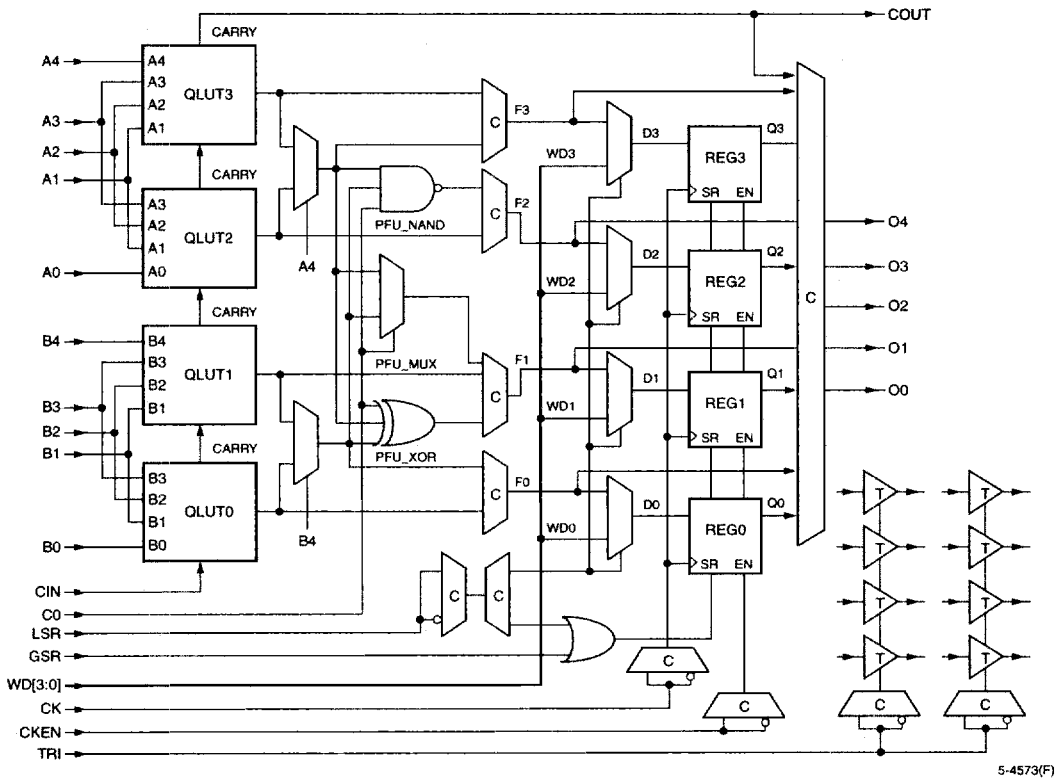 CARRY
COUT
A4
A3
A2
A1
A4
A3
A2
A1
QLUT3
CARRY
A3
A2
A1
A0
A0
QLUT2
CARRY
B4
B3
B2
B1
B4
B3
B2
B1
QLUT1
CARRY
B3
B2
B1
B0
B0
QLUT0
A4
B4
PFU_NAND
PFU_MUX
PFU_XOR
C
F3
C
F2
C
F1
C
F0
WD3
WD2
WD1
WD0
D3
D2
D1
D0
REG3
SR EN
Q3
REG2
SR EN
Q2
REG1
SR EN
Q1
REG0
SR EN
Q0
C
O4
O3
O2
O1
O0
CIN
C0
LSR
GSR
WD[3:0]
CK
CKEN
TRI
C
C
C
C
T
T
T
T
C
T
T
T
T
C
5-4573(F)